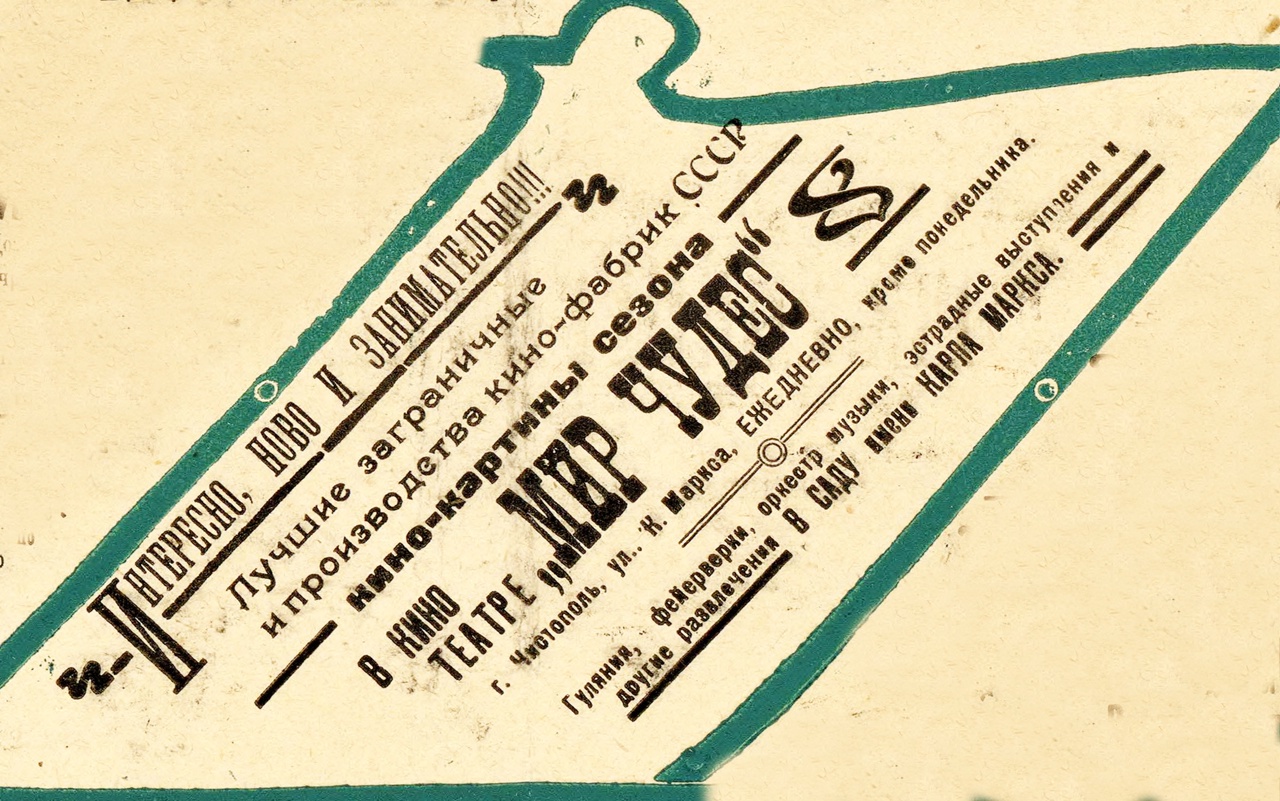 Интересно, ново и занимательно!!!
Лучшие заграничные
и производства кино-фабрик СССР
кино-картины сезона
в кино
театре „МИР ЧУДЕС“
г. Чистополь, ул. К. Маркса, ЕЖЕДНЕВНО, кроме понедельника.
Гуляния, фейерверки, оркестр музыки, эстрадные выступления и
другие развлечения В САДУ имени КАРЛА МАРКСА.